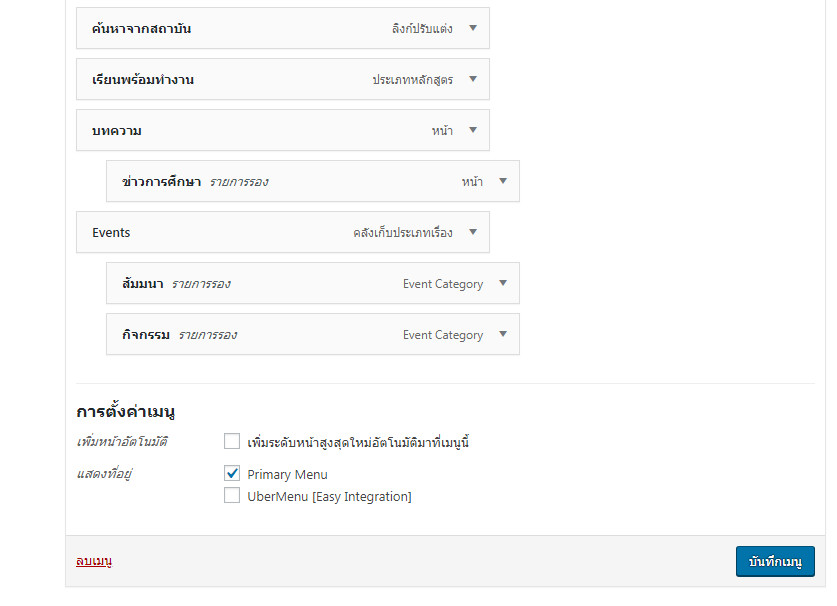 ค้นหาจากสถาบัน ลิงก์ปรับแต่ง
เรียนพร้อมทำงาน ประเภทหลักสูตร
บทความ หน้า
ข่าวการศึกษา รายการรอง หน้า
Events คลังเก็บประเภทเรื่อง
สัมมนา รายการรอง Event Category
กิจกรรม รายการรอง Event Category
การตั้งค่าเมนู
เพิ่มหน้าอัตโนมัติ เพิ่มระดับหน้าสูงสุดใหม่อัตโนมัติมาที่เมนูนี้
แสดงที่อยู่ Primary Menu
UberMenu [Easy Integration]
ลบเมนู บันทึกเมนู